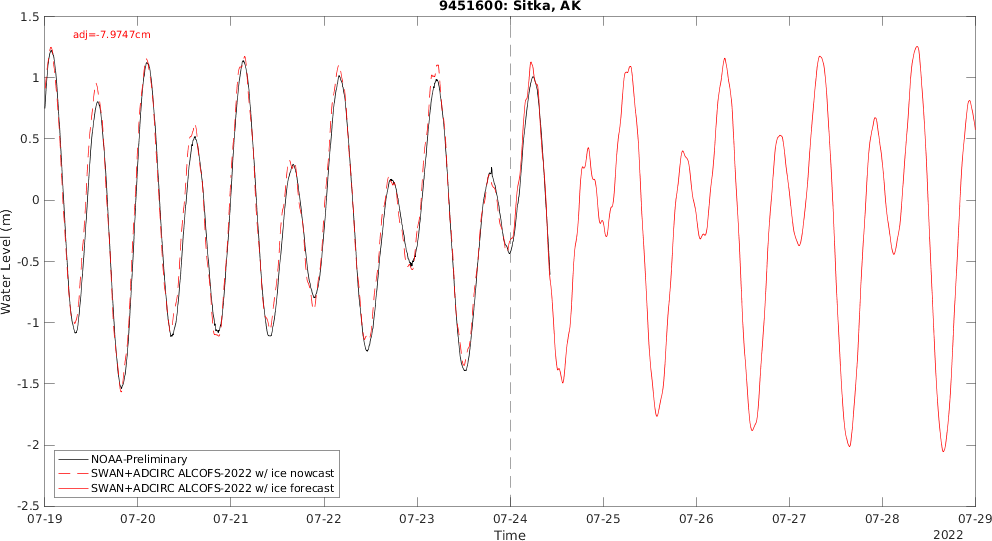 9451600: Sitka, AK
adj=-7.9747cm
1.5
1
0.5
0
-0.5
-1
-1.5
-2
-2.5
Water Level (m)
NOAA-Preliminary
SWAN+ADCIRC ALCOFS-2022 w/ ice nowcast
SWAN+ADCIRC ALCOFS-2022 w/ ice forecast
07-19 07-20 07-21 07-22 07-23 07-24 07-25 07-26 07-27 07-28 07-29
Time
2022